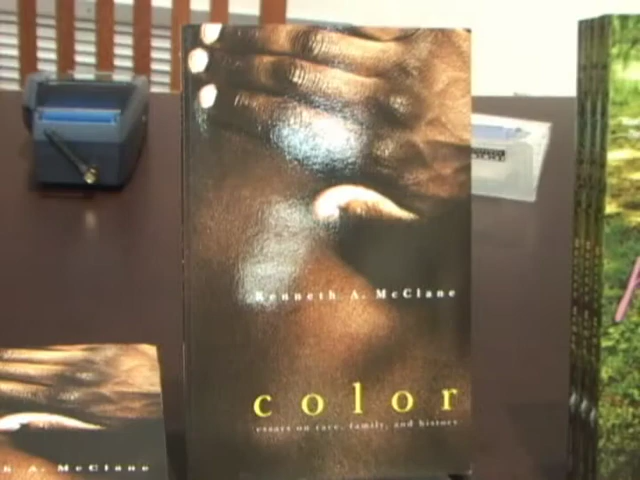 Kenneth A. McClane
color
essays on race, family, and history
A. McClane